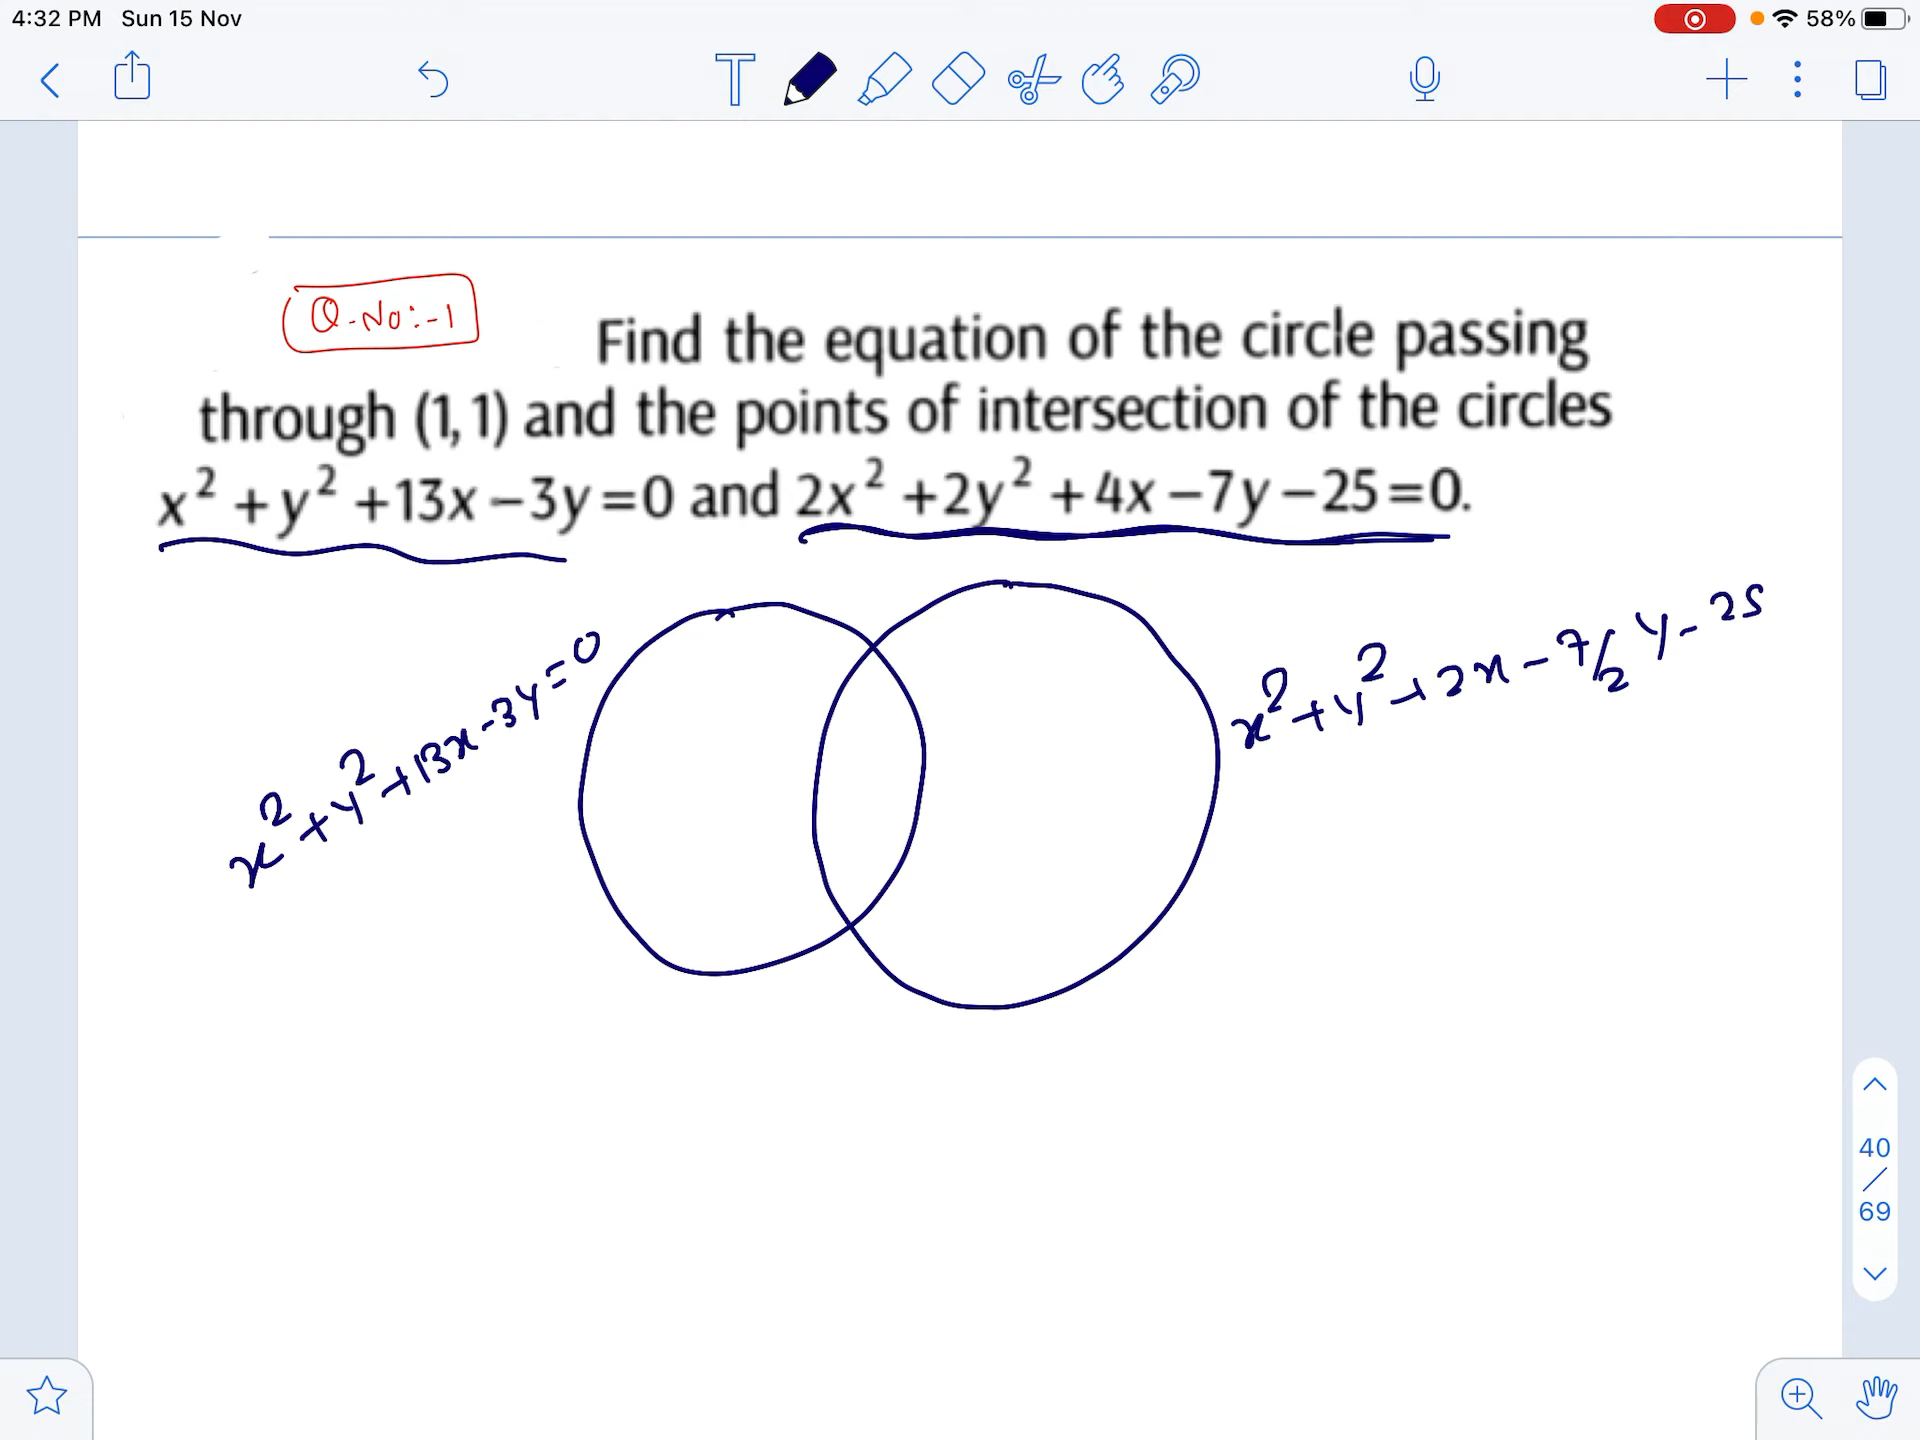 4:32 PM Sun 15 Nov
58%
T
Q.No:-1
Find the equation of the circle passing
through (1, 1) and the points of intersection of the circles
x² + y² +13x – 3y = 0 and 2x² + 2y² + 4x – 7y – 25 = 0.
x² + y² + 13x - 3y = 0
x² + y² + 2x - 7/2 y - 25
40
/
69